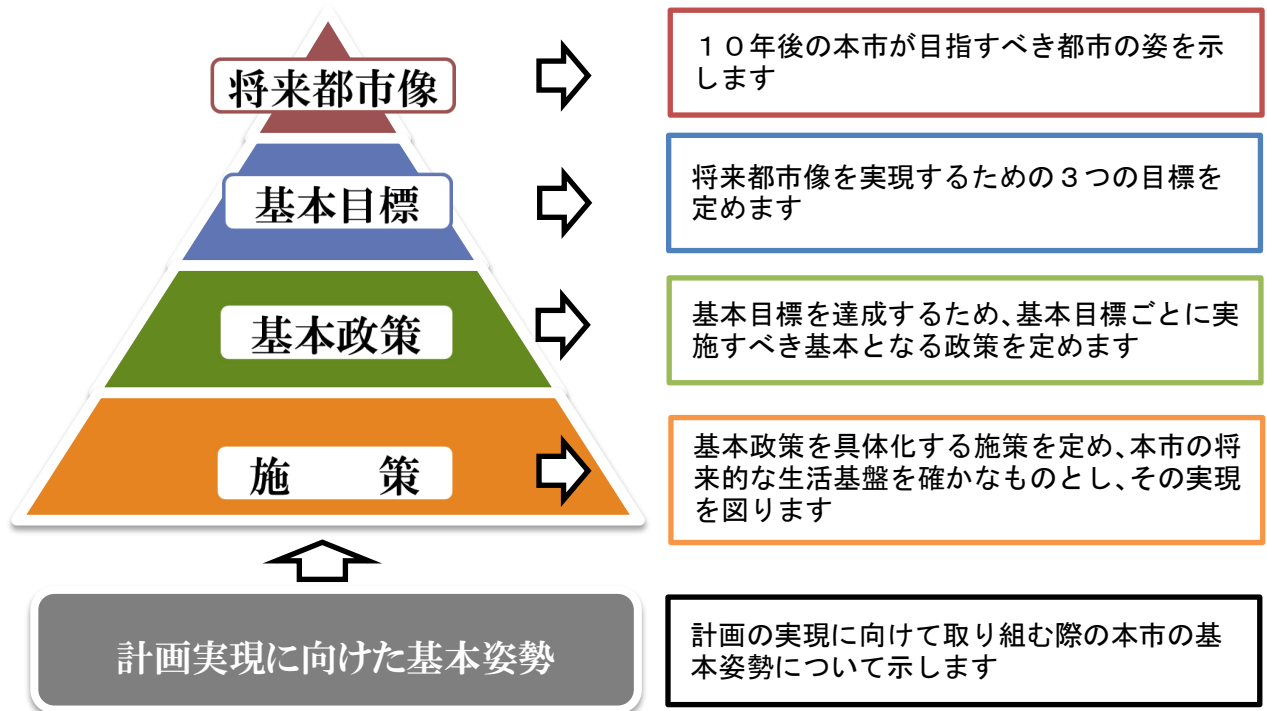 将来都市像
１０年後の本市が目指すべき都市の姿を示
します
基本目標
将来都市像を実現するための３つの目標を
定めます
基本政策
基本目標を達成するため、基本目標ごとに実
施すべき基本となる政策を定めます
施　　策
基本政策を具体化する施策を定め、本市の将
来的な生活基盤を確かなものとし、その実現
を図ります
計画実現に向けた基本姿勢
計画の実現に向けて取り組む際の本市の基
本姿勢について示します